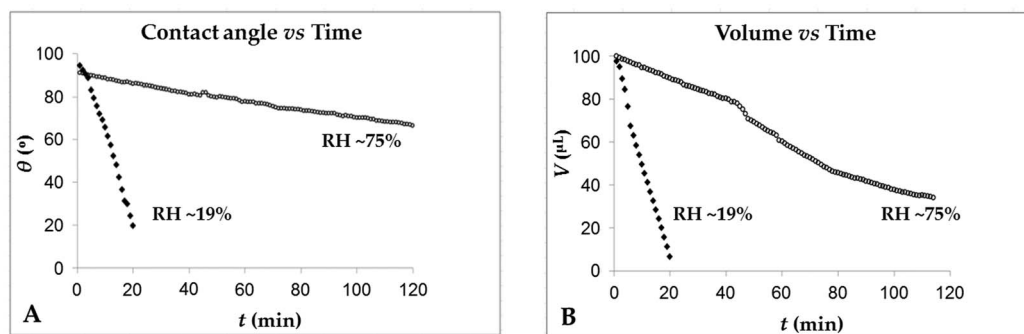 Contact angle vs Time
100
80
60
40
20
0
θ (º)
RH ~75%
RH ~19%
0 20 40 60 80 100 120
t (min)
A
Volume vs Time
100
80
60
40
20
0
V (µL)
RH ~19%
RH ~75%
0 20 40 60 80 100 120
t (min)
B